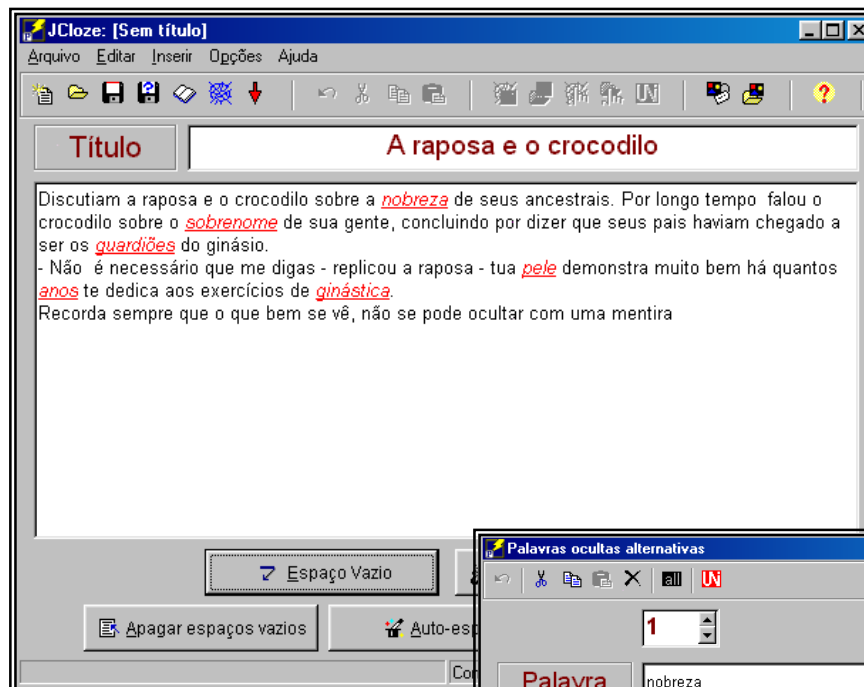 JCloze: [Sem título]
Arquivo Editar Inserir Opções Ajuda
Título
A raposa e o crocodilo
Discutiam a raposa e o crocodilo sobre a nobreza de seus ancestrais. Por longo tempo falou o
crocodilo sobre o sobrenome de sua gente, concluindo por dizer que seus pais haviam chegado a
ser os guardiões do ginásio.
- Não é necessário que me digas - replicou a raposa - tua pele demonstra muito bem há quantos
anos te dedica aos exercícios de ginástica.
Recorda sempre que o que bem se vê, não se pode ocultar com uma mentira
Espaço Vazio
Apagar espaços vazios
Auto-esp
Con
Palavras ocultas alternativas
all
1
Palavra
nobreza